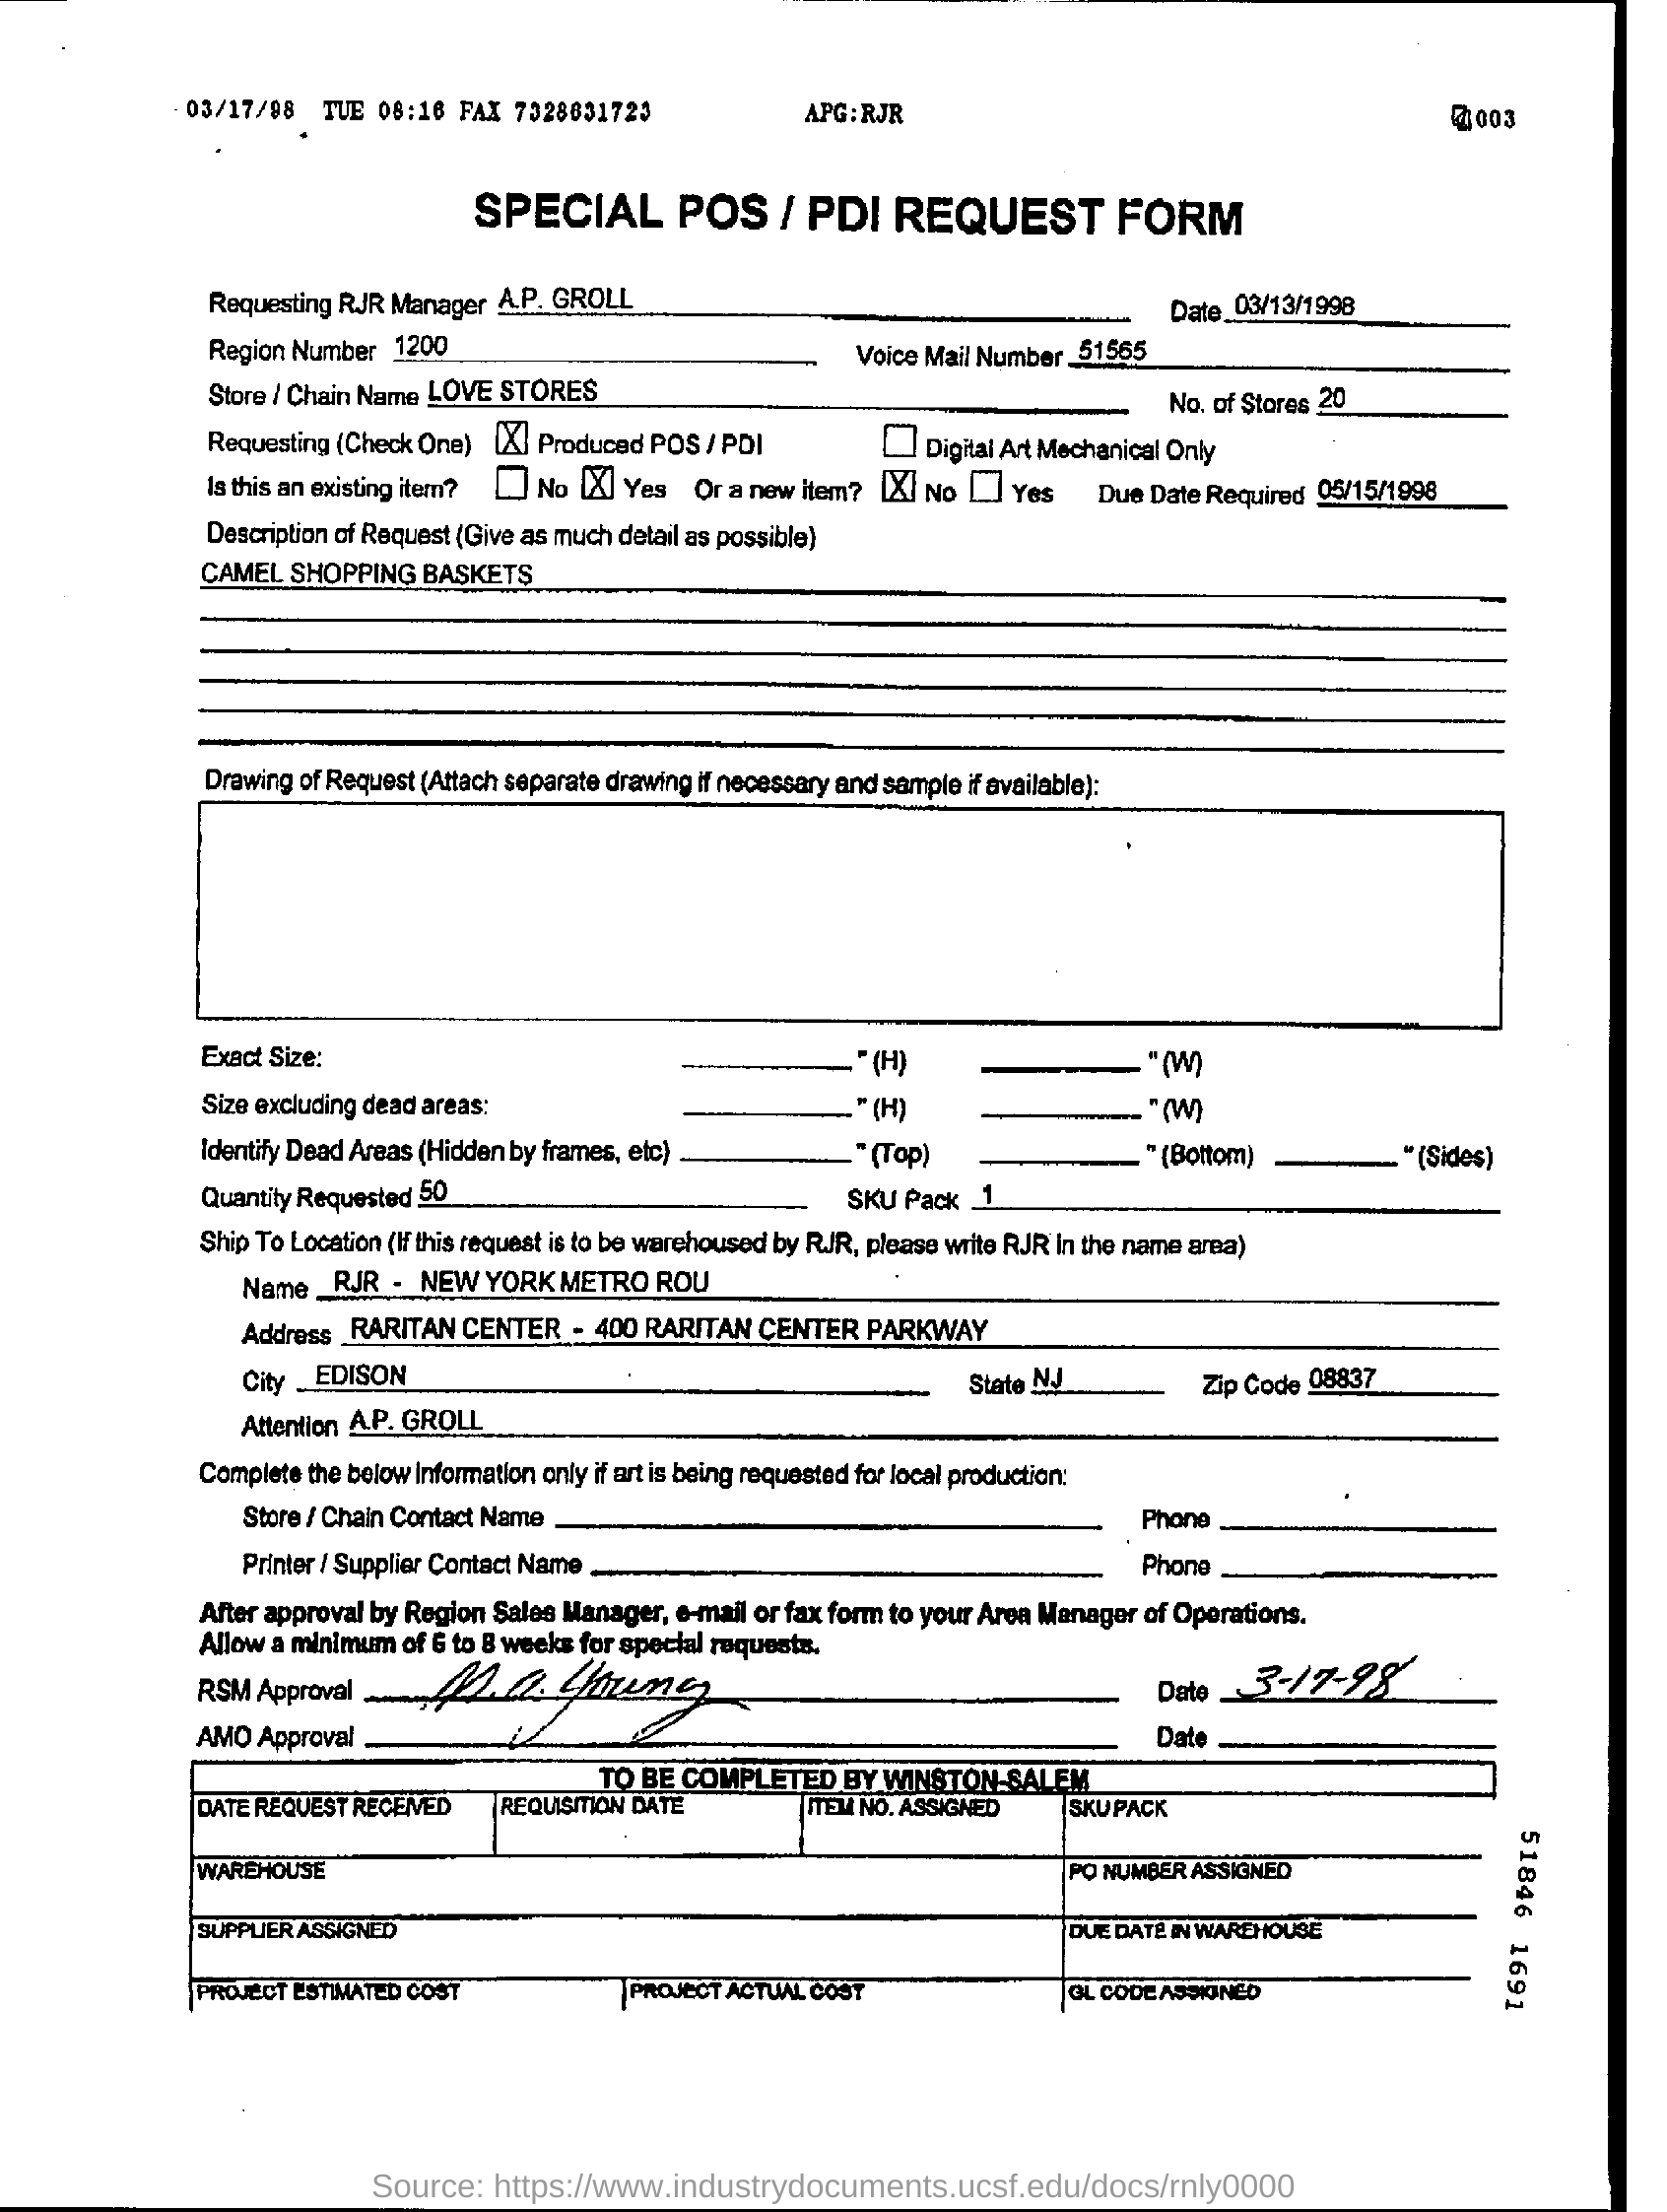 03/17/98 TUE 08:16 FAX 7328631723 APG:RJR 003
SPECIAL POS / PDI REQUEST FORM
Requesting RJR Manager A.P. GROLL Date 03/13/1998
Region Number 1200 Voice Mail Number 51565
Store / Chain Name LOVE STORES No. of Stores 20
Requesting (Check One) X Produced POS / PDI Digital Art Mechanical Only
Is this an existing item? No X Yes Or a new item? X No Yes Due Date Required 05/15/1998
Description of Request (Give as much detail as possible)
CAMEL SHOPPING BASKETS
Drawing of Request (Attach separate drawing if necessary and sample if available):
Exact Size: " (H) " (W)
Size excluding dead areas: " (H) " (W)
Identify Dead Areas (Hidden by frames, etc) " (Top) " (Bottom) " (Sides)
Quantity Requested 50 SKU Pack 1
Ship To Location (If this request is to be warehoused by RJR, please write RJR in the name area)
Name RJR - NEW YORK METRO ROU
Address RARITAN CENTER - 400 RARITAN CENTER PARKWAY
City EDISON State NJ Zip Code 08837
Attention A.P. GROLL
Complete the below information only if art is being requested for local production:
Store / Chain Contact Name Phone
Printer / Supplier Contact Name Phone
After approval by Region Sales Manager, e-mail or fax form to your Area Manager of Operations.
Allow a minimum of 6 to 8 weeks for special requests.
RSM Approval M.A. Young Date 3-17-98
AMO Approval Date
TO BE COMPLETED BY WINSTON-SALEM
DATE REQUEST RECEIVED REQUISITION DATE ITEM NO. ASSIGNED SKU PACK
WAREHOUSE PO NUMBER ASSIGNED
SUPPLIER ASSIGNED DUE DATE IN WAREHOUSE
PROJECT ESTIMATED COST PROJECT ACTUAL COST GL CODE ASSIGNED
51846 1691
Source: https://www.industrydocuments.ucsf.edu/docs/rnly0000